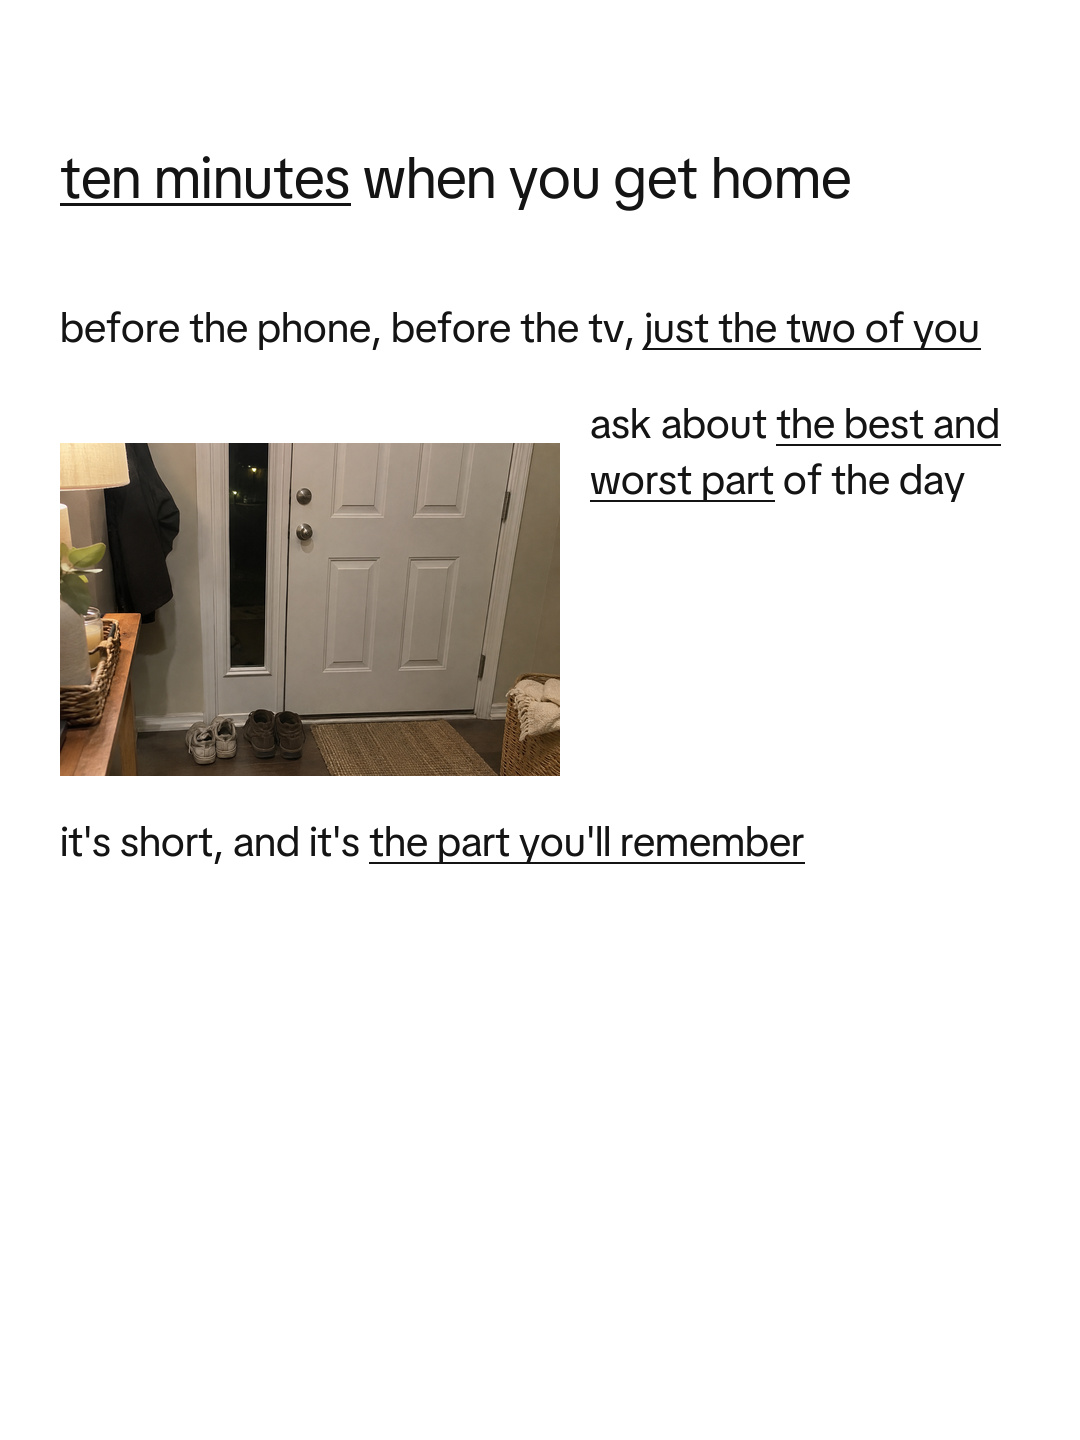 ten minutes when you get home
before the phone, before the tv, just the two of you
ask about the best and
worst part of the day
it's short, and it's the part you'll remember